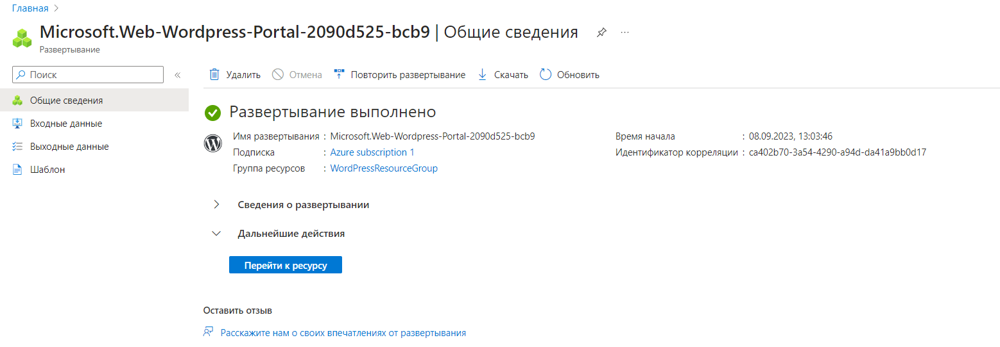 Главная
Microsoft.Web-Wordpress-Portal-2090d525-bcb9 | Общие сведения
Развертывание
Поиск
Удалить Отмена Повторить развертывание Скачать Обновить
Общие сведения
Входные данные
Выходные данные
Шаблон
Развертывание выполнено
Имя развертывания : Microsoft.Web-Wordpress-Portal-2090d525-bcb9
Подписка : Azure subscription 1
Группа ресурсов : WordPressResourceGroup
Время начала : 08.09.2023, 13:03:46
Идентификатор корреляции : ca402b70-3a54-4290-a94d-da41a9bb0d17
Сведения о развертывании
Дальнейшие действия
Перейти к ресурсу
Оставить отзыв
Расскажите нам о своих впечатлениях от развертывания